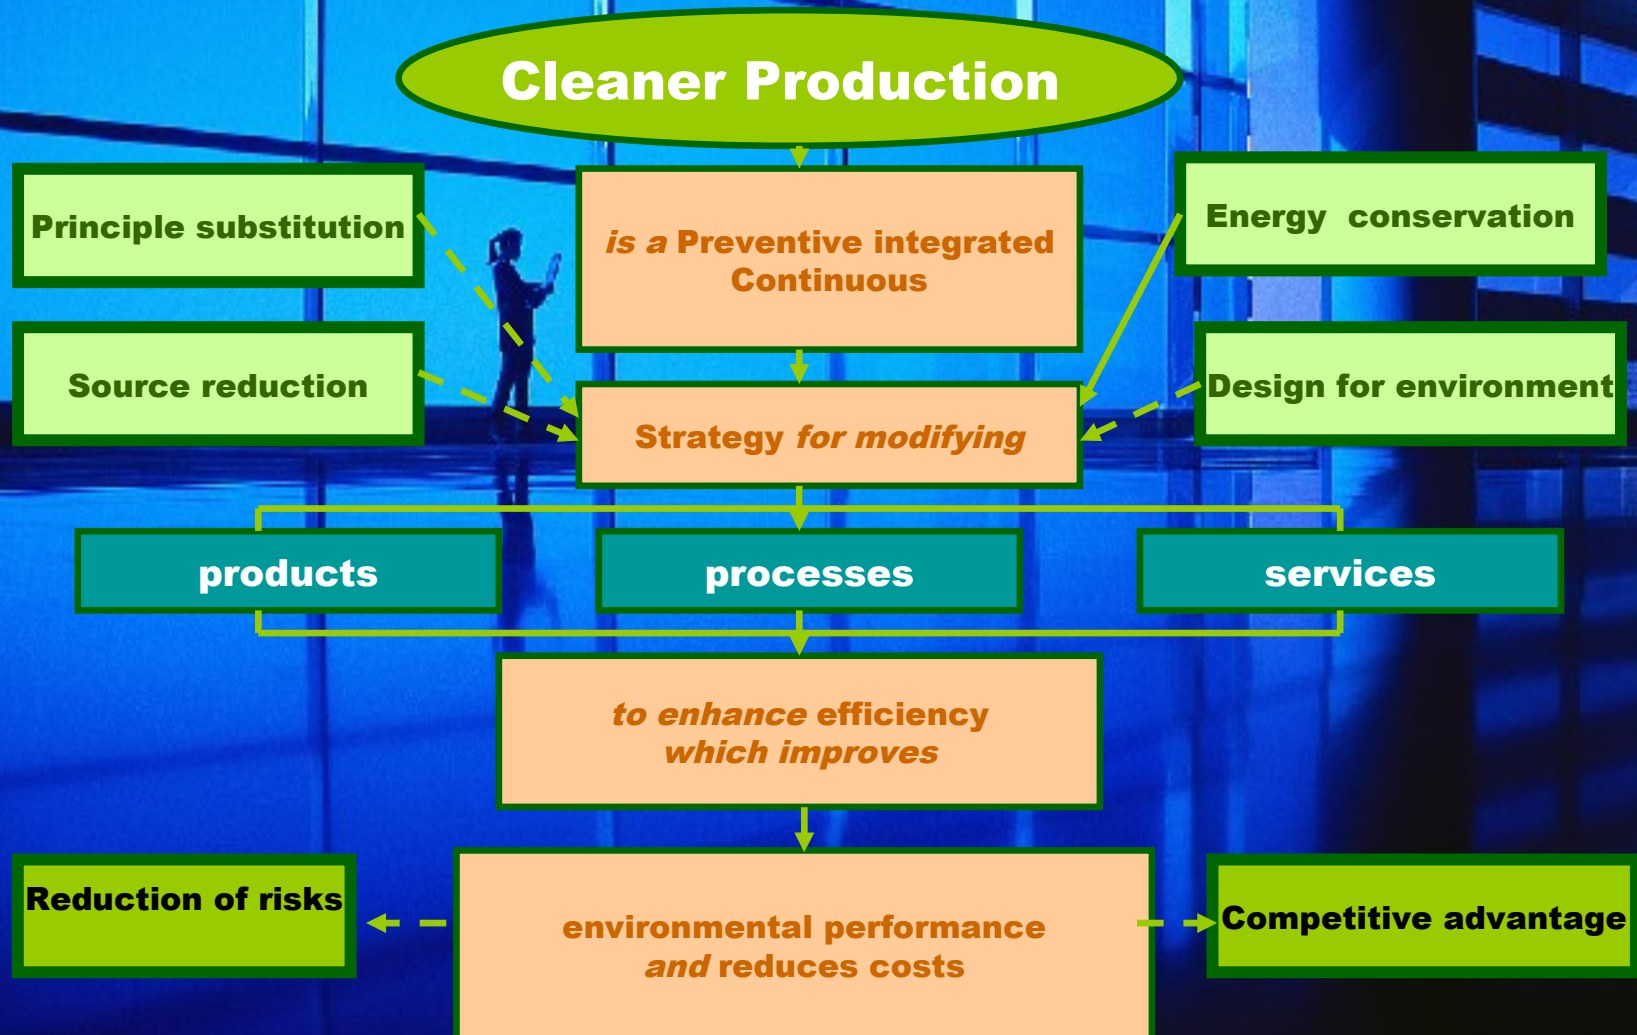 Cleaner Production
Principle substitution
is a Preventive integrated
Continuous
Energy conservation
Source reduction
Strategy for modifying
Design for environment
products
processes
services
to enhance efficiency
which improves
Reduction of risks
environmental performance
and reduces costs
Competitive advantage